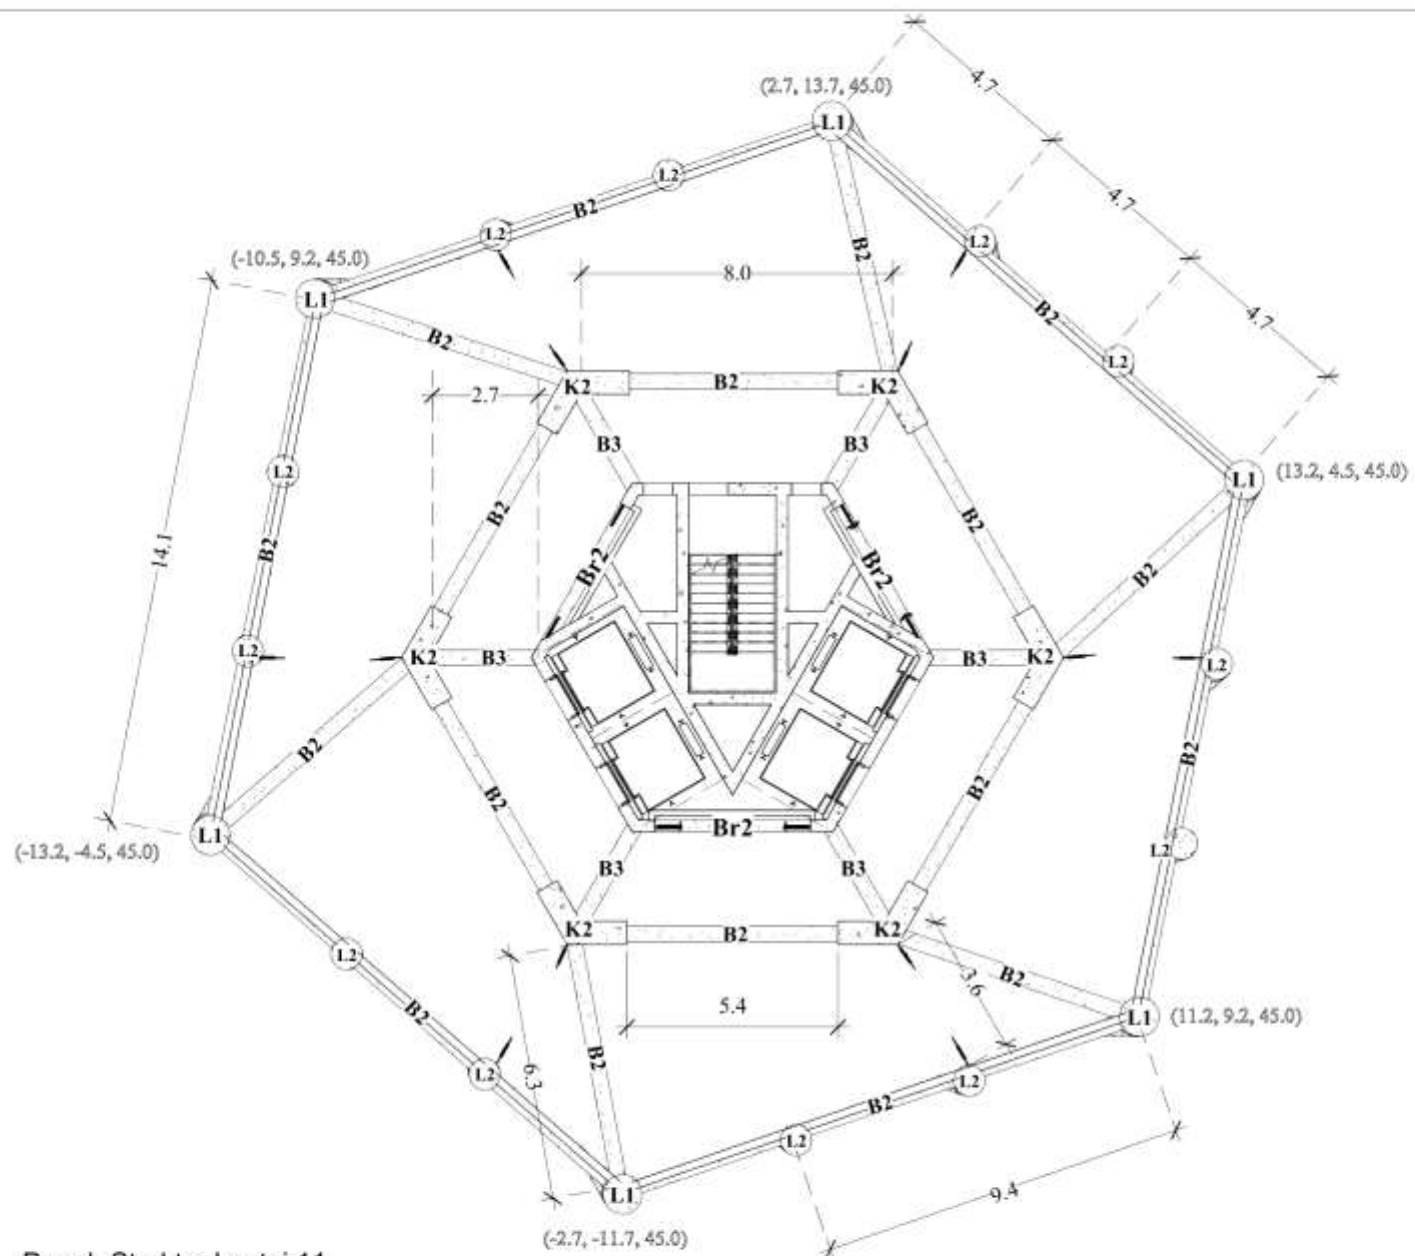 4.7
(2.7, 13.7, 45.0)
L1
L2
B2
4.7
L2
B2
L2
(-10.5, 9.2, 45.0)
8.0
4.7
L1
B2
B2
L2
K2
B2
K2
2.7
B3
B3
L2
L1
(13.2, 4.5, 45.0)
B2
B2
14.1
B2
Br2
Br2
B2
L2
K2
B3
B3
K2
L2
B2
B2
B2
B2
L1
Br2
L2
(-13.2, -4.5, 45.0)
B3
B3
K2
B2
K2
L2
3.6
B2
B2
5.4
L1
(11.2, 9.2, 45.0)
L2
6.3
B2
L2
B2
L2
L1
9.4
(-2.7, -11.7, 45.0)